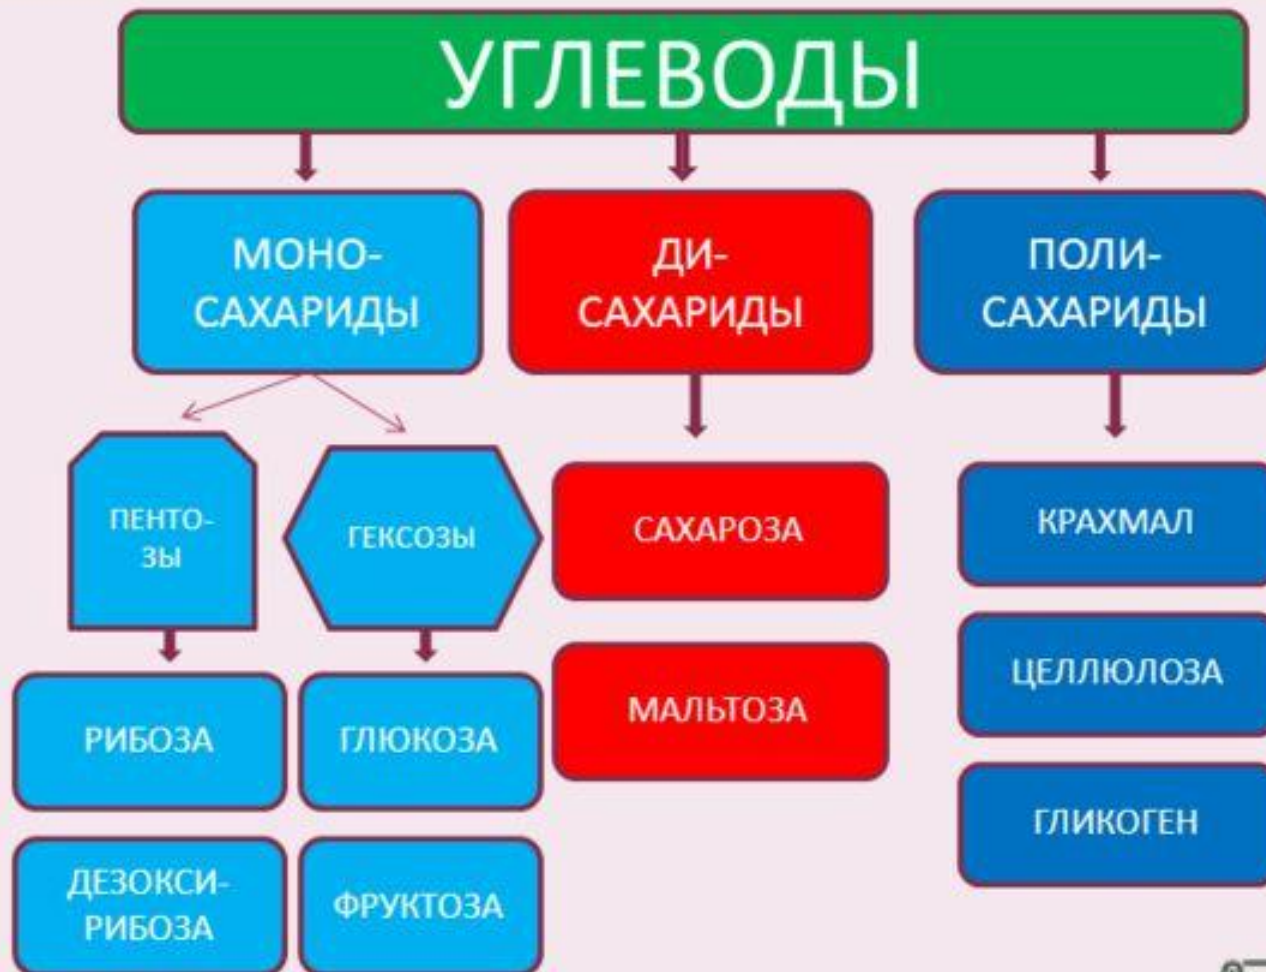 УГЛЕВОДЫ
МОНО-
САХАРИДЫ
ДИ-
САХАРИДЫ
ПОЛИ-
САХАРИДЫ
ПЕНТО-
ЗЫ
ГЕКСОЗЫ
РИБОЗА
ДЕЗОКСИ-
РИБОЗА
ГЛЮКОЗА
ФРУКТОЗА
САХАРОЗА
МАЛЬТОЗА
КРАХМАЛ
ЦЕЛЛЮЛОЗА
ГЛИКОГЕН